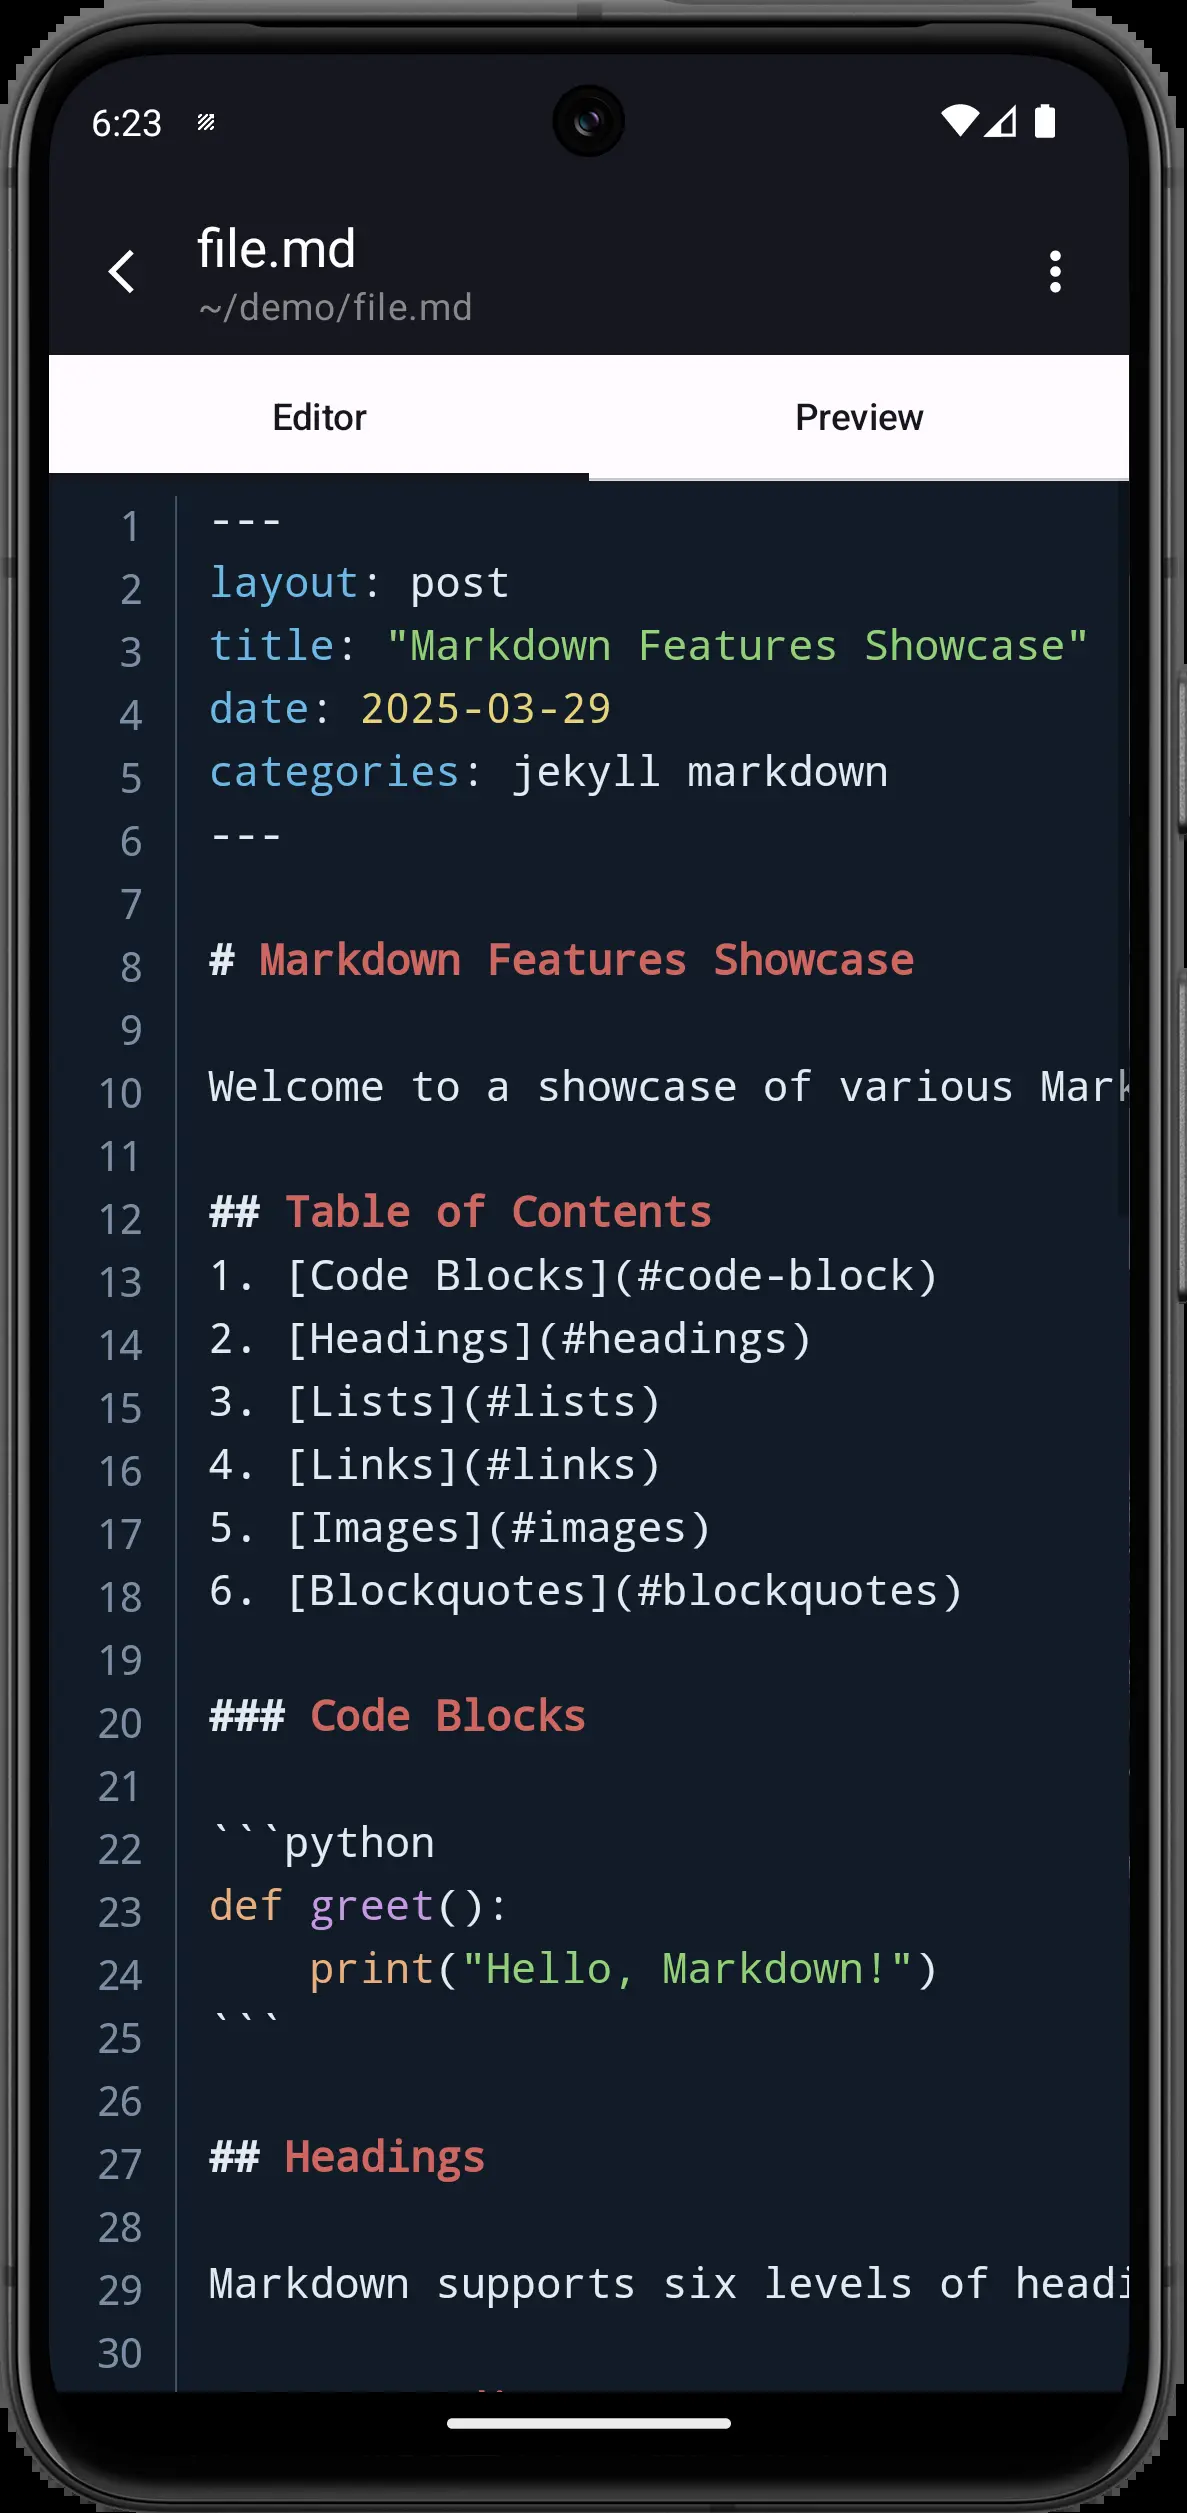 6:23
file.md
~/demo/file.md
Editor Preview
1 ---
2 layout: post
3 title: "Markdown Features Showcase"
4 date: 2025-03-29
5 categories: jekyll markdown
6 ---
7
8 # Markdown Features Showcase
9
10 Welcome to a showcase of various Mark
11
12 ## Table of Contents
13 1. [Code Blocks](#code-block)
14 2. [Headings](#headings)
15 3. [Lists](#lists)
16 4. [Links](#links)
17 5. [Images](#images)
18 6. [Blockquotes](#blockquotes)
19
20 ### Code Blocks
21
22 ```python
23 def greet():
24     print("Hello, Markdown!")
25 ```
26
27 ## Headings
28
29 Markdown supports six levels of headi
30